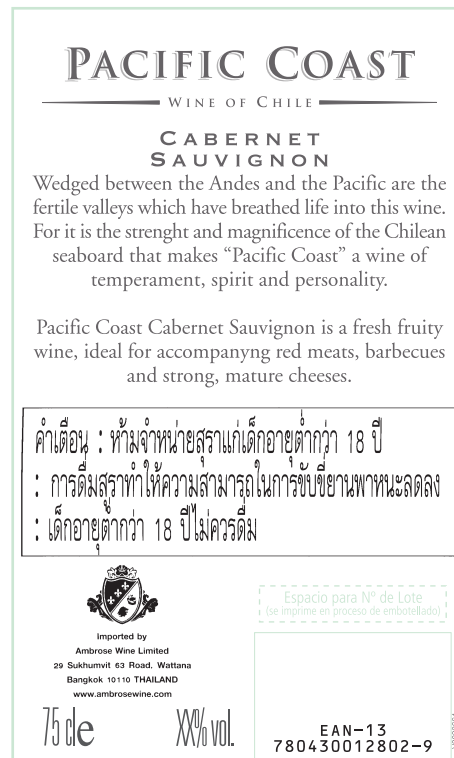 PACIFIC COAST
WINE OF CHILE
CABERNET
SAUVIGNON
Wedged between the Andes and the Pacific are the
fertile valleys which have breathed life into this wine.
For it is the strenght and magnificence of the Chilean
seaboard that makes “Pacific Coast” a wine of
temperament, spirit and personality.
Pacific Coast Cabernet Sauvignon is a fresh fruity
wine, ideal for accompanyng red meats, barbecues
and strong, mature cheeses.
คำเตือน : ห้ามจำหน่ายสุราแก่เด็กอายุต่ำกว่า 18 ปี
: การดื่มสุราทำให้ความสามารถในการขับขี่ยานพาหนะลดลง
: เด็กอายุต่ำกว่า 18 ปีไม่ควรดื่ม
Espacio para Nº de Lote
(se imprime en proceso de embotellado)
Imported by
Ambrose Wine Limited
29 Sukhumvit 63 Road, Wattana
Bangkok 10110 THAILAND
www.ambrosewine.com
75 cl e XX% vol.
EAN-13
780430012802-9